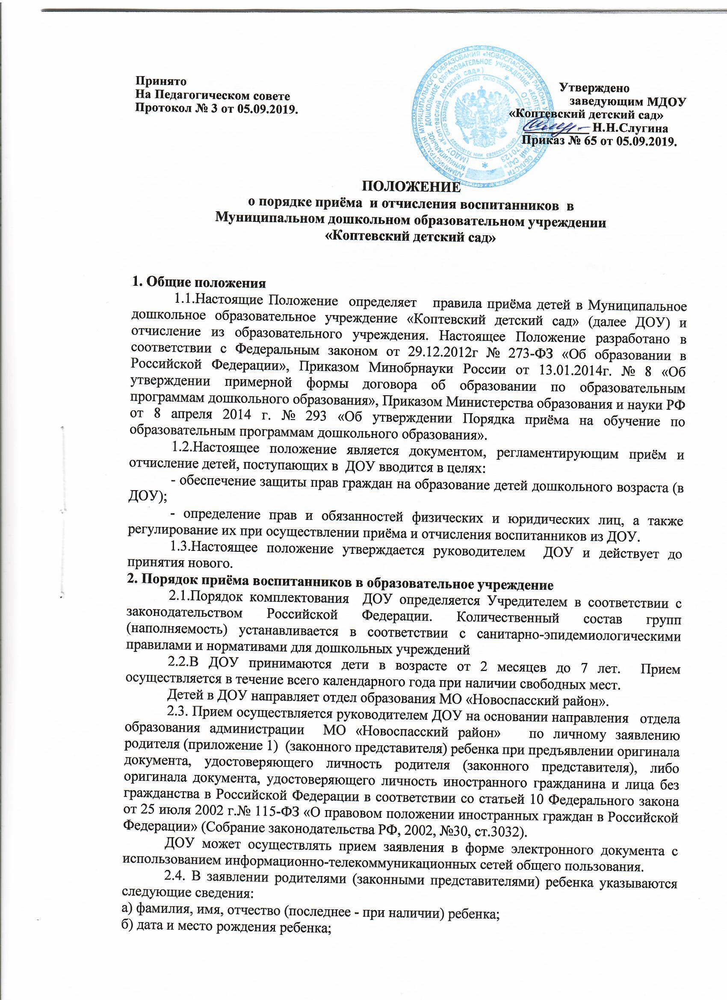 Принято
На Педагогическом совете
Протокол № 3 от 05.09.2019.
Утверждено
заведующим МДОУ
«Коптевский детский сад»
Н.Н.Слугина
Приказ № 65 от 05.09.2019.
ПОЛОЖЕНИЕ
о порядке приёма и отчисления воспитанников в
Муниципальном дошкольном образовательном учреждении
«Коптевский детский сад»
1. Общие положения
1.1.Настоящие Положение определяет правила приёма детей в Муниципальное
дошкольное образовательное учреждение «Коптевский детский сад» (далее ДОУ) и
отчисление из образовательного учреждения. Настоящее Положение разработано в
соответствии с Федеральным законом от 29.12.2012г № 273-ФЗ «Об образовании в
Российской Федерации», Приказом Минобрнауки России от 13.01.2014г. № 8 «Об
утверждении примерной формы договора об образовании по образовательным
программам дошкольного образования», Приказом Министерства образования и науки РФ
от 8 апреля 2014 г. № 293 «Об утверждении Порядка приёма на обучение по
образовательным программам дошкольного образования».
1.2.Настоящее положение является документом, регламентирующим приём и
отчисление детей, поступающих в ДОУ вводится в целях:
- обеспечение защиты прав граждан на образование детей дошкольного возраста (в
ДОУ);
- определение прав и обязанностей физических и юридических лиц, а также
регулирование их при осуществлении приёма и отчисления воспитанников из ДОУ.
1.3.Настоящее положение утверждается руководителем ДОУ и действует до
принятия нового.
2. Порядок приёма воспитанников в образовательное учреждение
2.1.Порядок комплектования ДОУ определяется Учредителем в соответствии с
законодательством Российской Федерации. Количественный состав групп
(наполняемость) устанавливается в соответствии с санитарно-эпидемиологическими
правилами и нормативами для дошкольных учреждений
2.2.В ДОУ принимаются дети в возрасте от 2 месяцев до 7 лет. Прием
осуществляется в течение всего календарного года при наличии свободных мест.
Детей в ДОУ направляет отдел образования МО «Новоспасский район».
2.3. Прием осуществляется руководителем ДОУ на основании направления отдела
образования администрации МО «Новоспасский район» по личному заявлению
родителя (приложение 1) (законного представителя) ребенка при предъявлении оригинала
документа, удостоверяющего личность родителя (законного представителя), либо
оригинала документа, удостоверяющего личность иностранного гражданина и лица без
гражданства в Российской Федерации в соответствии со статьей 10 Федерального закона
от 25 июля 2002 г.№ 115-ФЗ «О правовом положении иностранных граждан в Российской
Федерации» (Собрание законодательства РФ, 2002, №30, ст.3032).
ДОУ может осуществлять прием заявления в форме электронного документа с
использованием информационно-телекоммуникационных сетей общего пользования.
2.4. В заявлении родителями (законными представителями) ребенка указываются
следующие сведения:
а) фамилия, имя, отчество (последнее - при наличии) ребенка;
б) дата и место рождения ребенка;